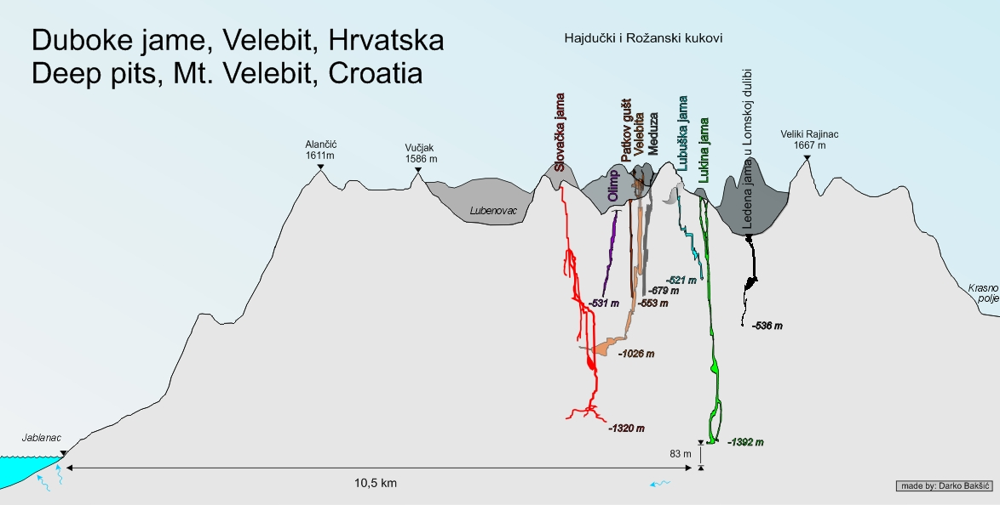 Duboke jame, Velebit, Hrvatska
Deep pits, Mt. Velebit, Croatia
Hajdučki i Rožanski kukovi
Alančić
1611m
Vučjak
1586 m
Lubenovac
Slovačka jama
Olimp
Patkov gušt
Velebita
Meduza
Lubuška jama
Lukina jama
Ledena jama u Lomskoj dulibi
Veliki Rajinac
1667 m
Krasno
polje
-521 m
-679 m
-531 m
-553 m
-536 m
-1026 m
-1320 m
-1392 m
83 m
Jablanac
10,5 km
made by: Darko Bakšić